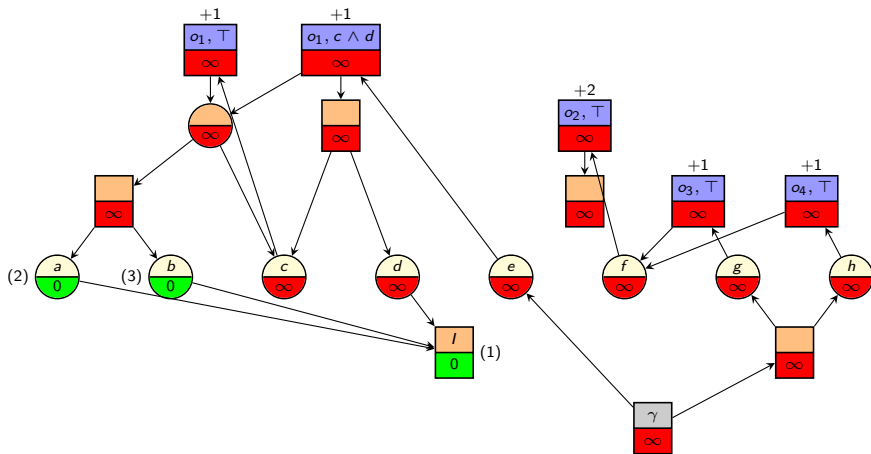 +1 +1
o₁, ⊤ o₁, c ∧ d
∞ ∞
+2
∞ ∞ o₂, ⊤
∞
+1 +1
o₃, ⊤ o₄, ⊤
∞ ∞ ∞ ∞
(2) a (3) b c d e f g h
0 0 ∞ ∞ ∞ ∞ ∞ ∞
I (1)
0 ∞
γ
∞